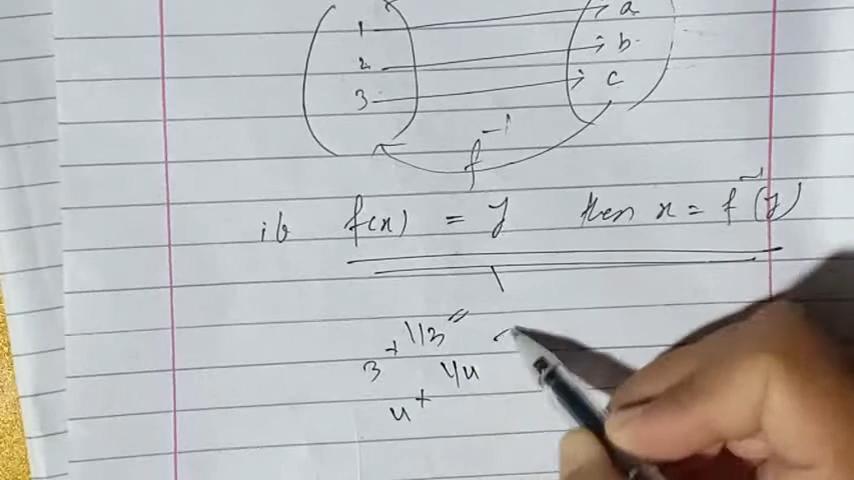 1 a
2 b
3 c
f⁻¹
if f(x) = y then x = f⁻¹(y)
3 + 1/3
4 + 1/4